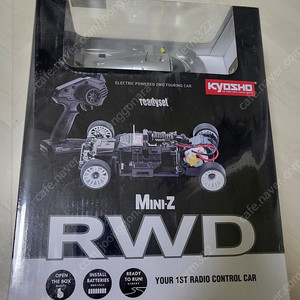 KYOSHO
ELECTRIC POWERED 2WD TOURING CAR
readyset
MINI-Z
RWD
OPEN THE BOX
INSTALL BATTERIES
READY TO RUN!
YOUR 1ST RADIO CONTROL CAR